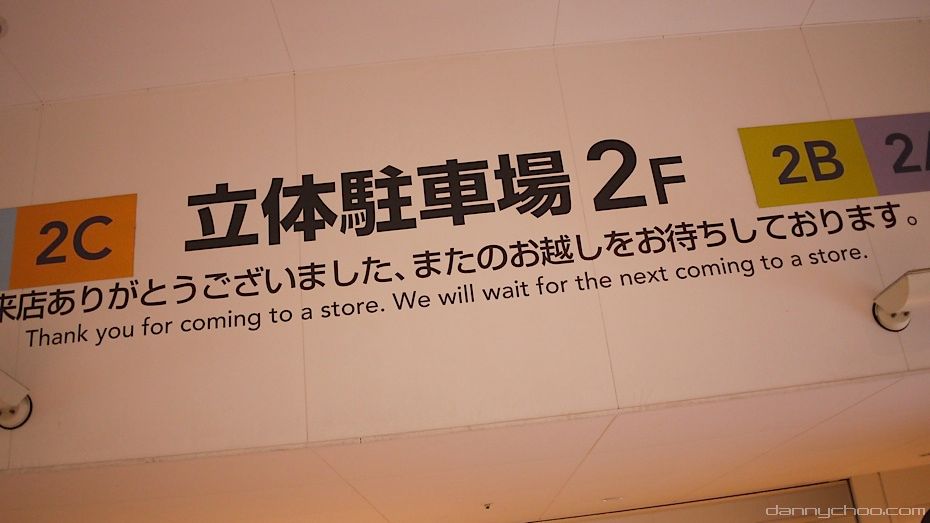 2C
立体駐車場 2F
2B
来店ありがとうございました、またのお越しをお待ちしております。
Thank you for coming to a store. We will wait for the next coming to a store.
dannychoo.com